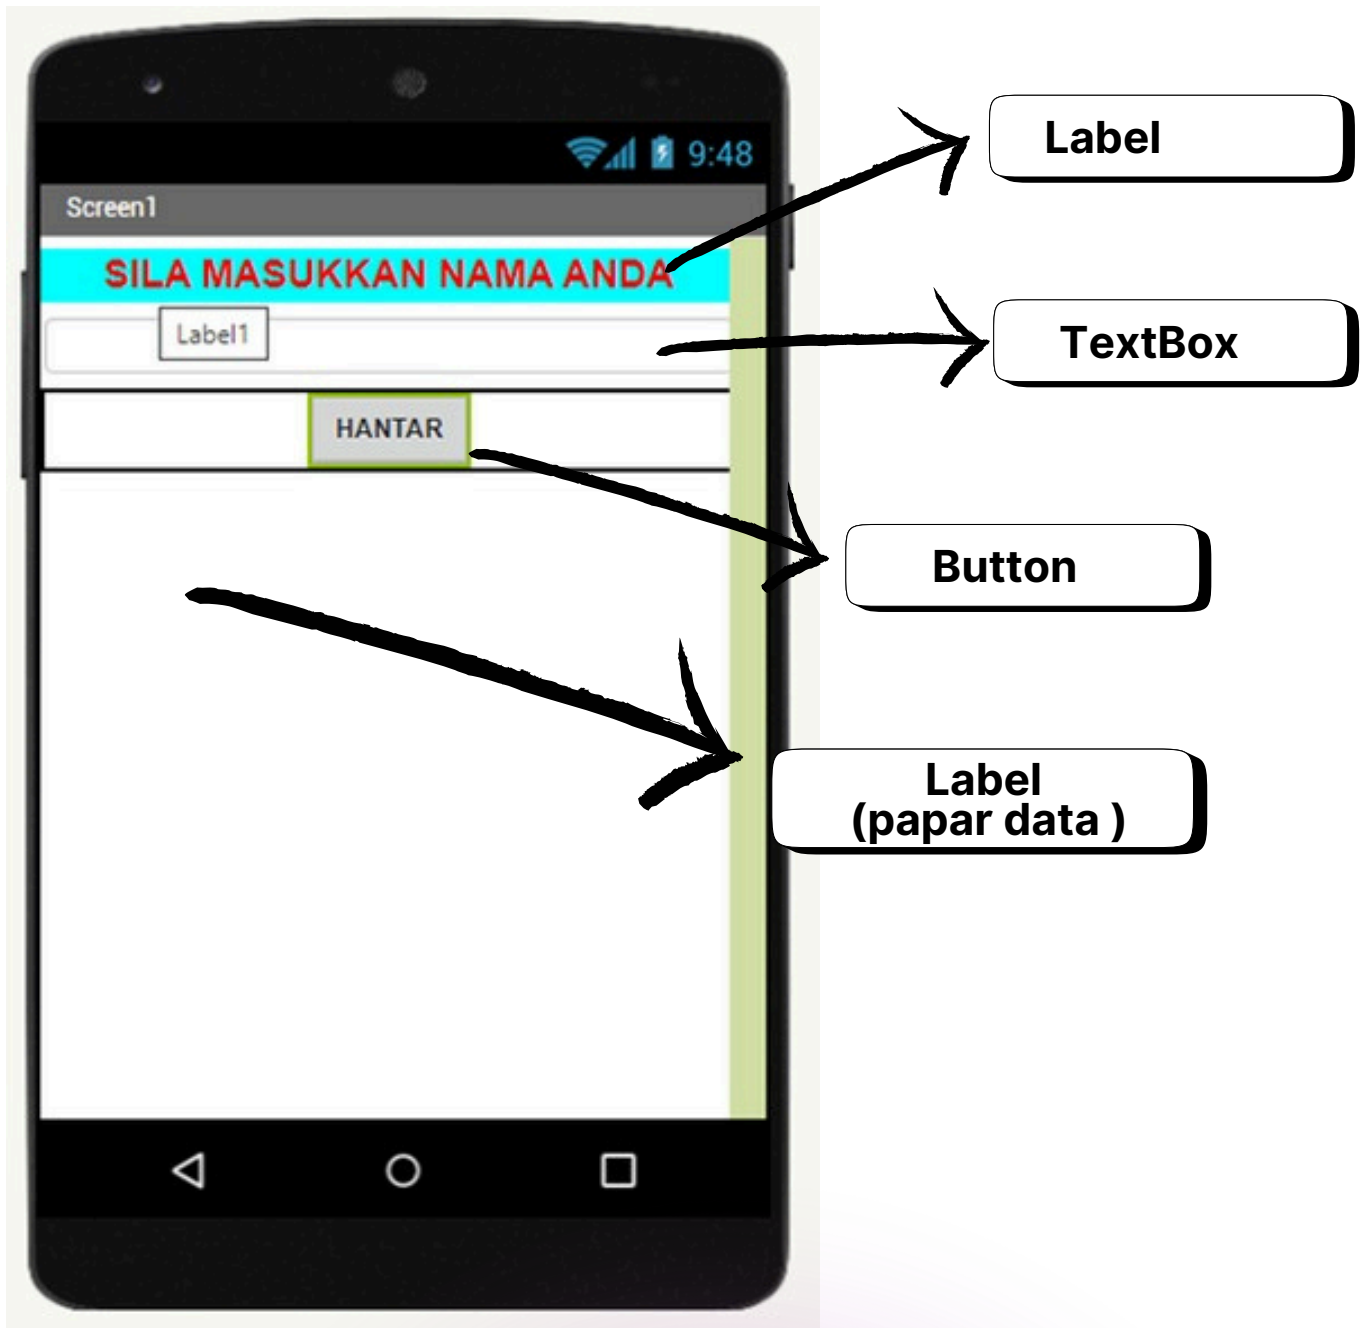 9:48
Screen1
SILA MASUKKAN NAMA ANDA
Label1
HANTAR
Label
TextBox
Button
Label
(papar data )